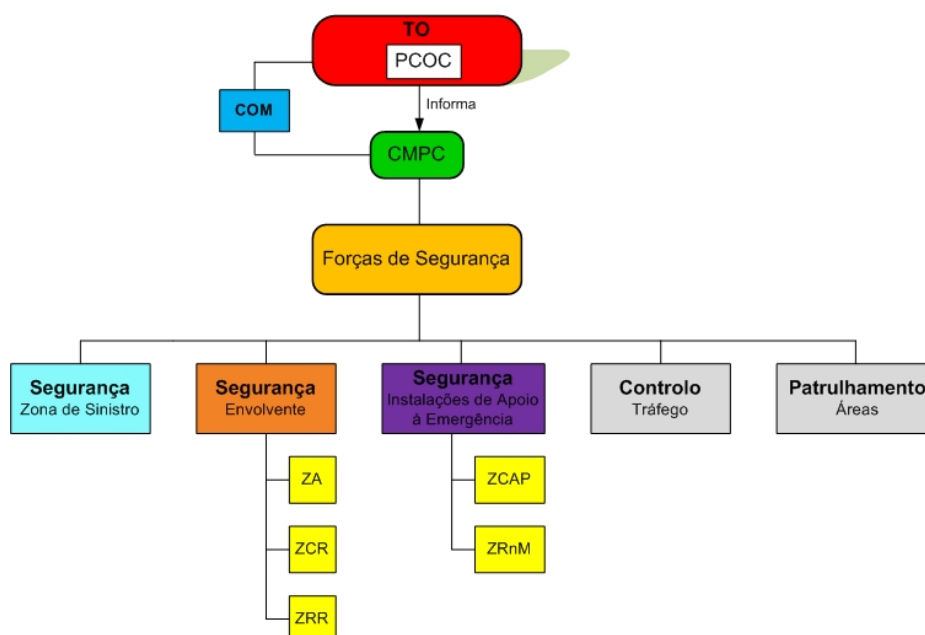 TO
PCOC
Informa
COM
CMPC
Forças de Segurança
Segurança
Zona de Sinistro
Segurança
Envolvente
Segurança
Instalações de Apoio
à Emergência
Controlo
Tráfego
Patrulhamento
Áreas
ZA
ZCR
ZRR
ZCAP
ZRnM